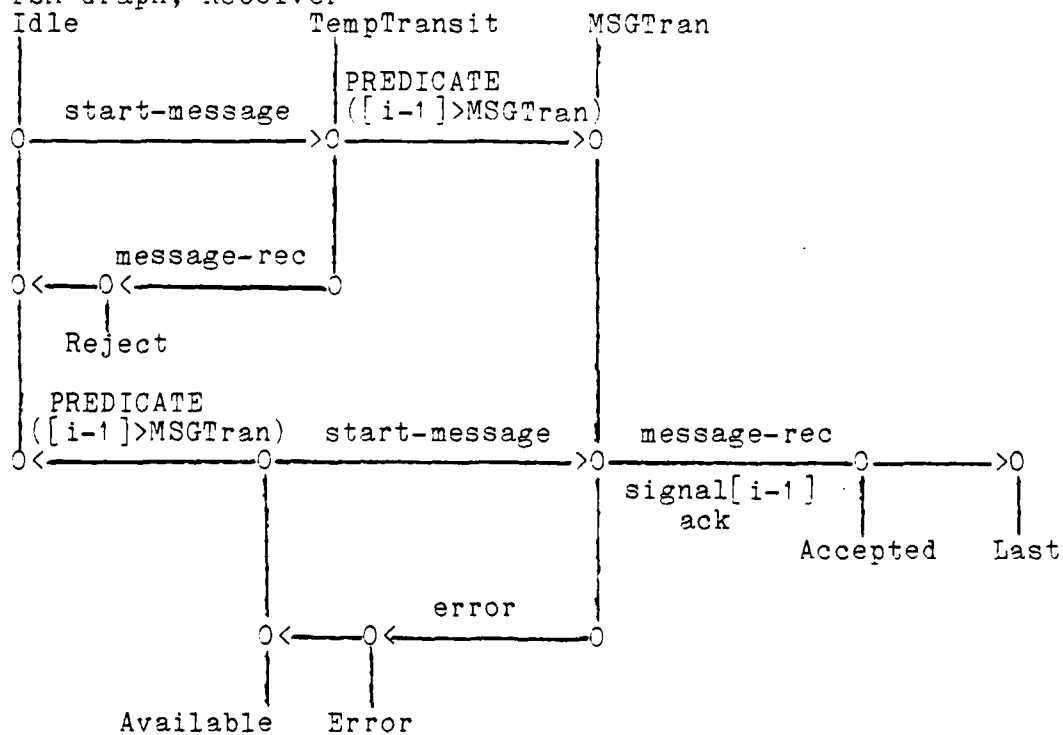 Idle TempTransit MSGTran
PREDICATE
start-message ([i-1]>MSGTran)
message-rec
Reject
PREDICATE
([i-1]>MSGTran) start-message message-rec
signal[i-1]
ack
Accepted Last
error
Available Error